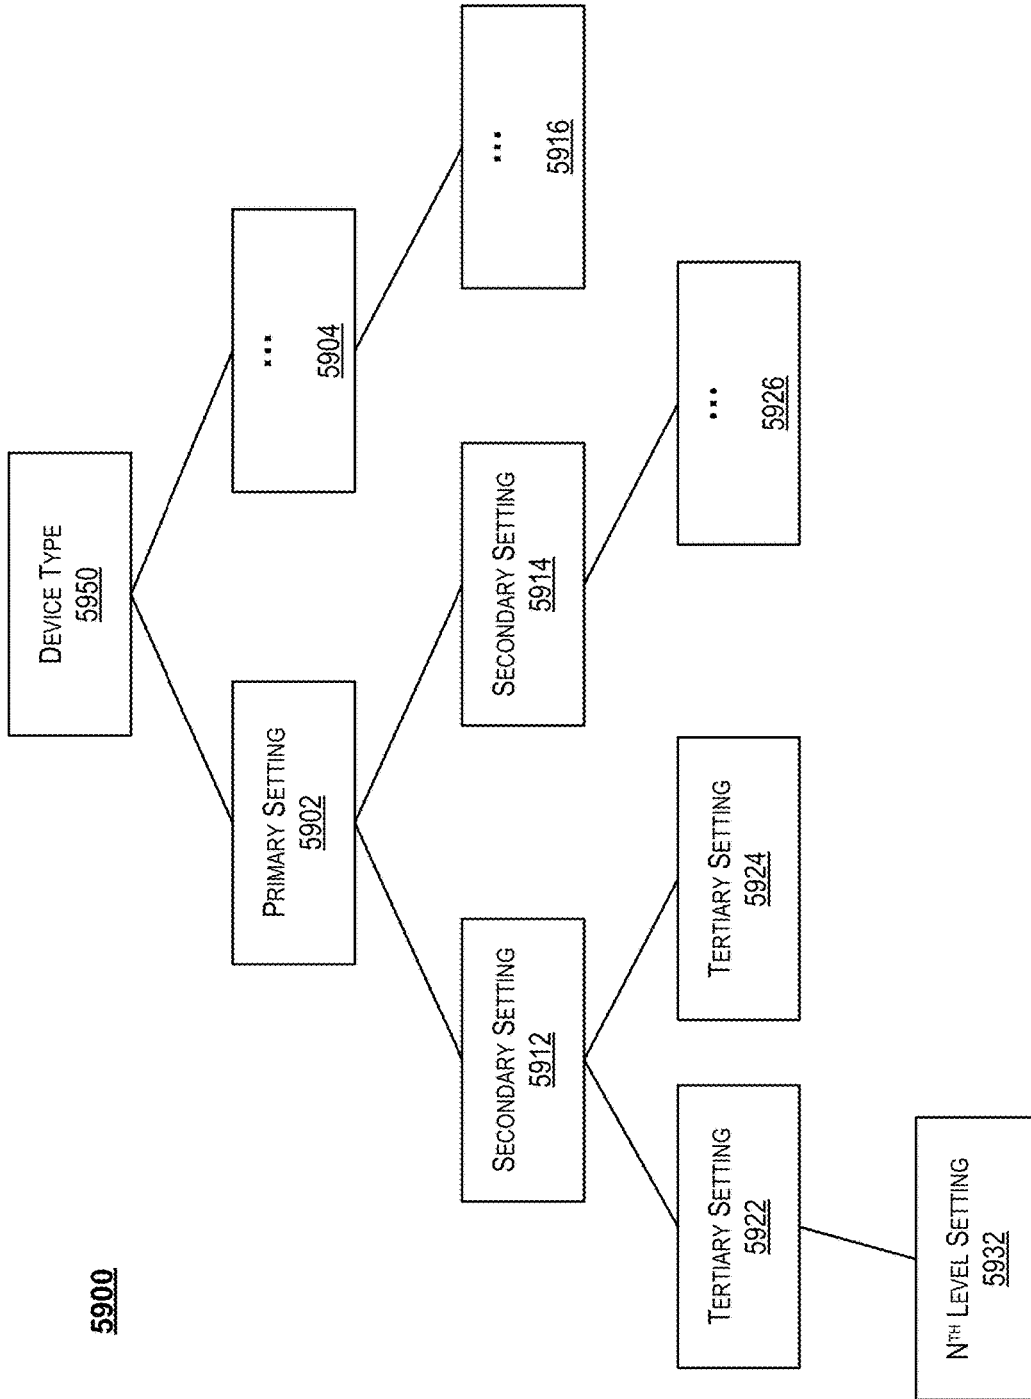 5900
DEVICE TYPE
5950
PRIMARY SETTING
5902
...
5904
SECONDARY SETTING
5912
SECONDARY SETTING
5914
...
5916
TERTIARY SETTING
5922
TERTIARY SETTING
5924
...
5926
NTH LEVEL SETTING
5932